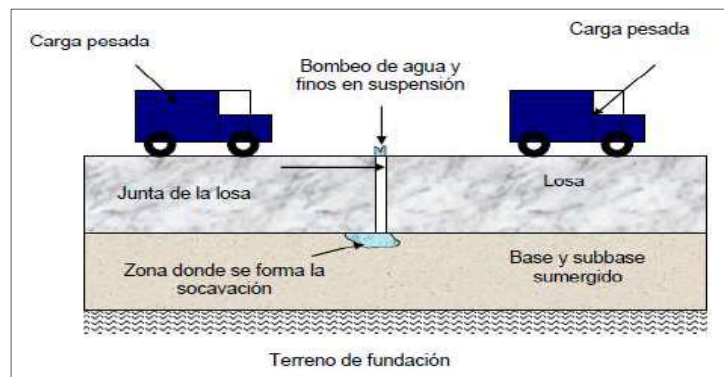 Carga pesada
Carga pesada
Bombeo de agua y
finos en suspensión
Junta de la losa
Losa
Zona donde se forma la
socavación
Base y subbase
sumergido
Terreno de fundación